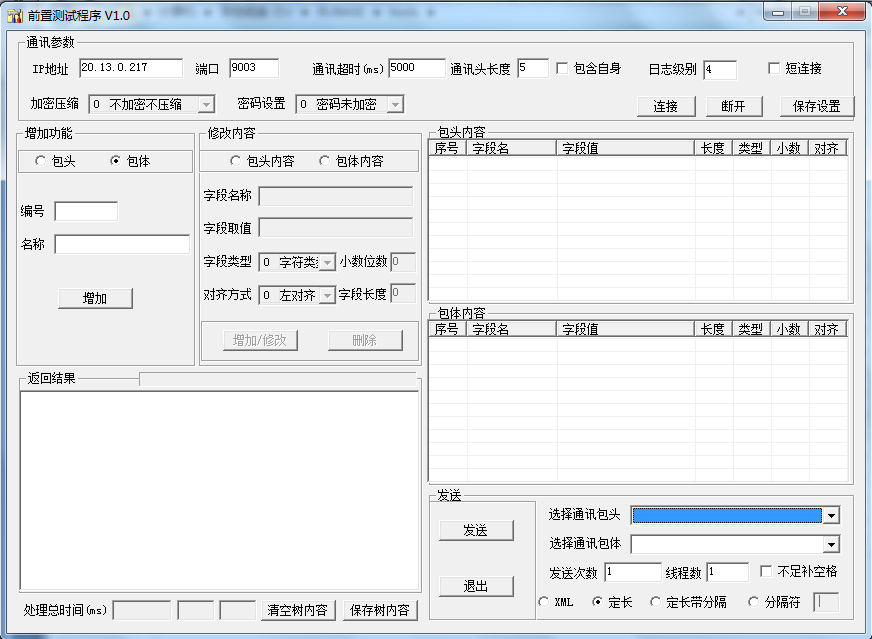 前置测试程序 V1.0
通讯参数
IP地址 20.13.0.217 端口 9003 通讯超时(ms) 5000 通讯头长度 5 包含自身 日志级别 4 短连接
加密压缩 0 不加密不压缩 密码设置 0 密码未加密 连接 断开 保存设置
增加功能
包头 包体
编号
名称
增加
修改内容
包头内容 包体内容
字段名称
字段取值
字段类型 0 字符类 小数位数 0
对齐方式 0 左对齐 字段长度 0
增加/修改 删除
包头内容
序号 字段名 字段值 长度 类型 小数 对齐
包体内容
序号 字段名 字段值 长度 类型 小数 对齐
返回结果
处理总时间(ms) 清空树内容 保存树内容
发送
发送
退出
选择通讯包头
选择通讯包体
发送次数 1 线程数 1 不足补空格
XML 定长 定长带分隔 分隔符 |